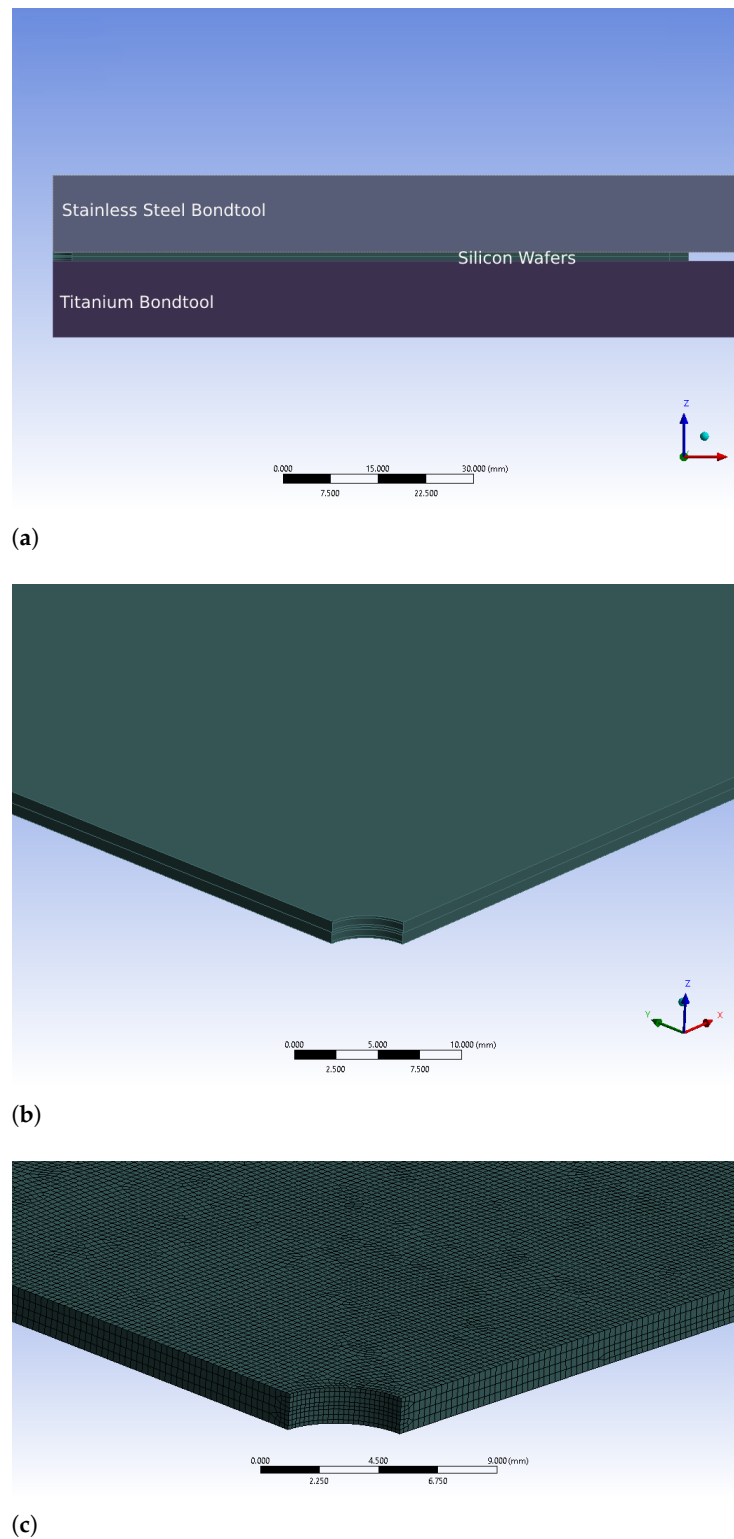 Stainless Steel Bondtool
Silicon Wafers
Titanium Bondtool
Z
0.000 15.000 30.000 (mm)
7.500 22.500
(a)
Z
Y X
0.000 5.000 10.000 (mm)
2.500 7.500
(b)
0.000 4.500 9.000 (mm)
2.250 6.750
(c)